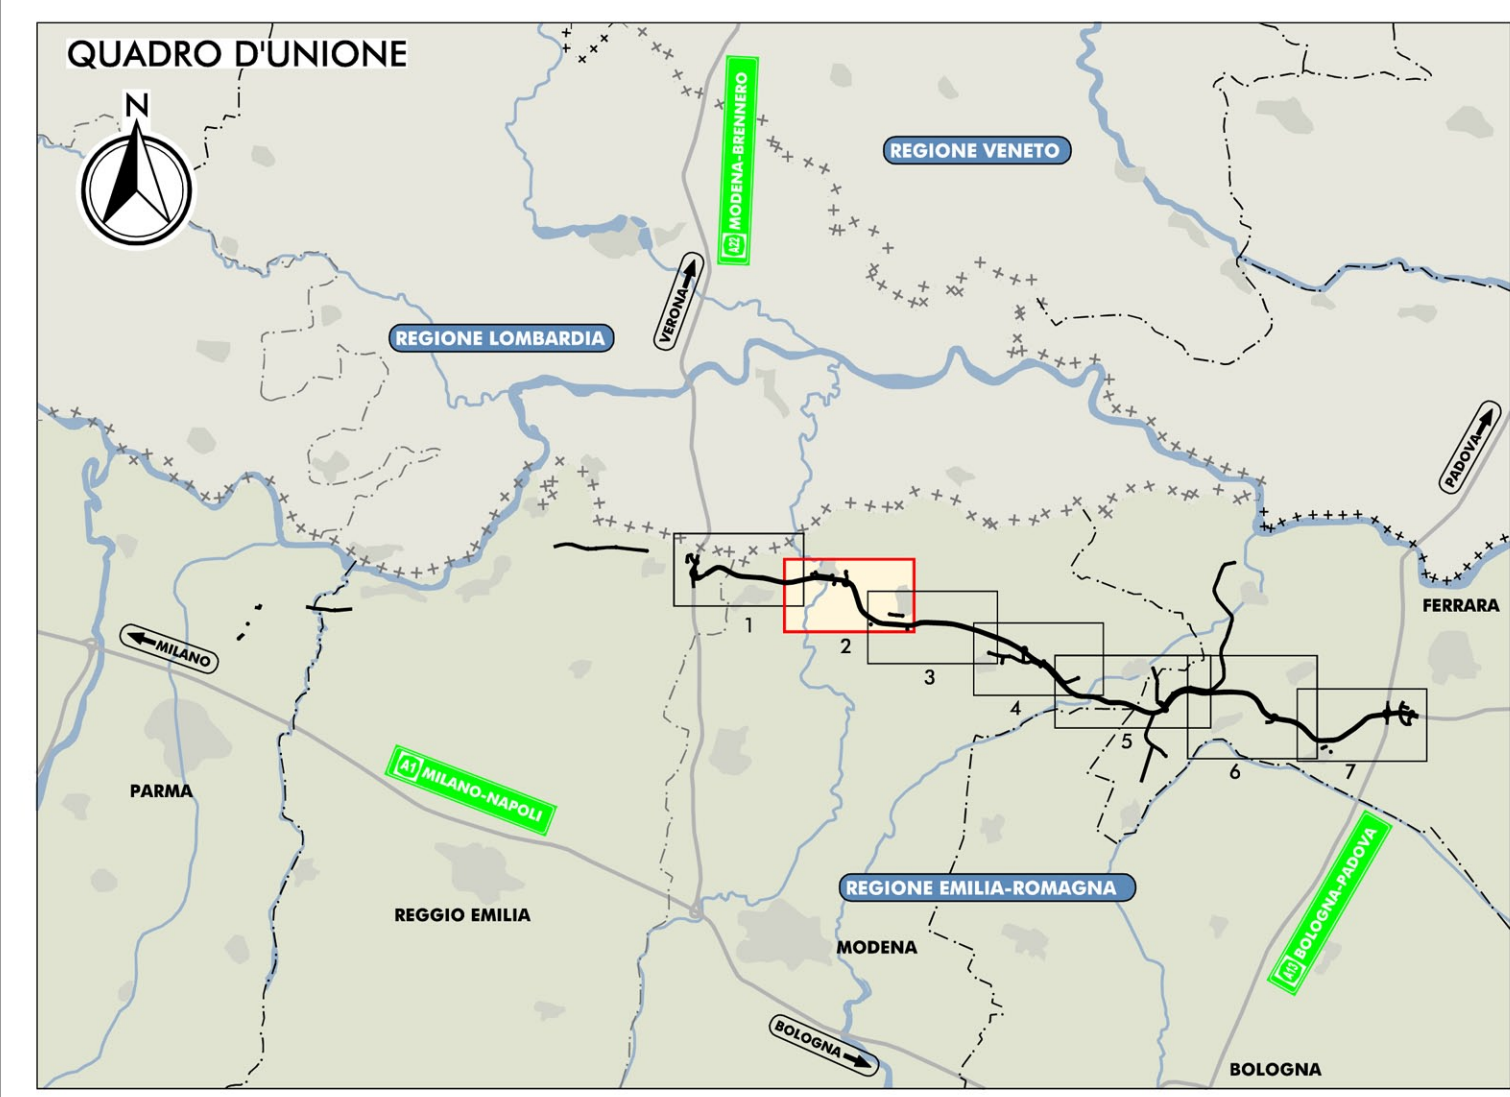 QUADRO D'UNIONE
N
A22 MODENA-BRENNERO
REGIONE VENETO
VERONA
REGIONE LOMBARDIA
PADOVA
FERRARA
1
2
3
4
5
6
7
MILANO
PARMA
A1 MILANO-NAPOLI
REGGIO EMILIA
REGIONE EMILIA-ROMAGNA
MODENA
A13 BOLOGNA-PADOVA
BOLOGNA
BOLOGNA